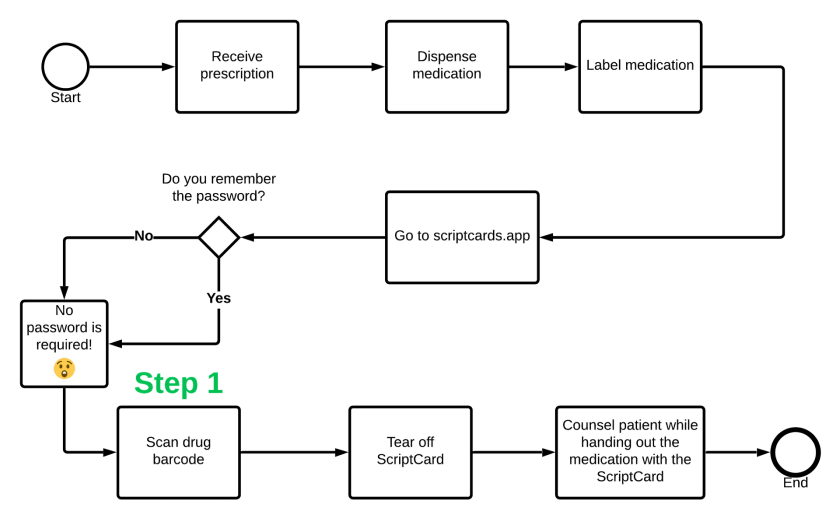 Start
Receive
prescription
Dispense
medication
Label medication
Do you remember
the password?
Go to scriptcards.app
No
Yes
No
password is
required!
Step 1
Scan drug
barcode
Tear off
ScriptCard
Counsel patient while
handing out the
medication with the
ScriptCard
End